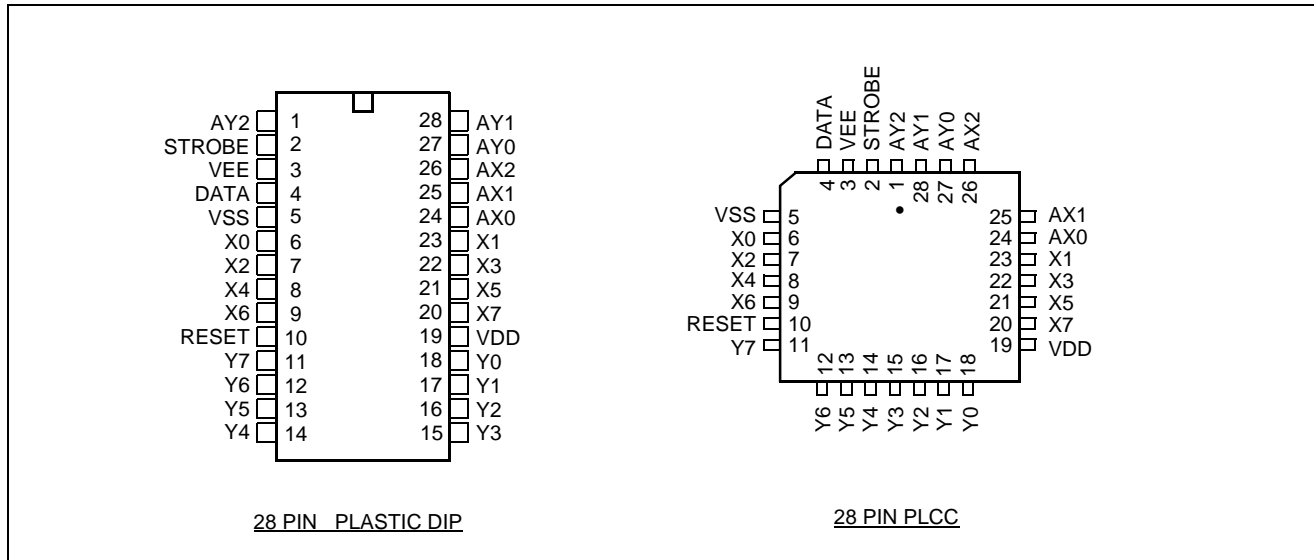 AY2 1 28 AY1
STROBE 2 27 AY0
VEE 3 26 AX2
DATA 4 25 AX1
VSS 5 24 AX0
X0 6 23 X1
X2 7 22 X3
X4 8 21 X5
X6 9 20 X7
RESET 10 19 VDD
Y7 11 18 Y0
Y6 12 17 Y1
Y5 13 16 Y2
Y4 14 15 Y3
28 PIN PLASTIC DIP
DATA VEE STROBE AY2 AY1 AY0 AX2
4 3 2 1 28 27 26
VSS 5 25 AX1
X0 6 24 AX0
X2 7 23 X1
X4 8 22 X3
X6 9 21 X5
RESET 10 20 X7
Y7 11 19 VDD
12 13 14 15 16 17 18
Y6 Y5 Y4 Y3 Y2 Y1 Y0
28 PIN PLCC